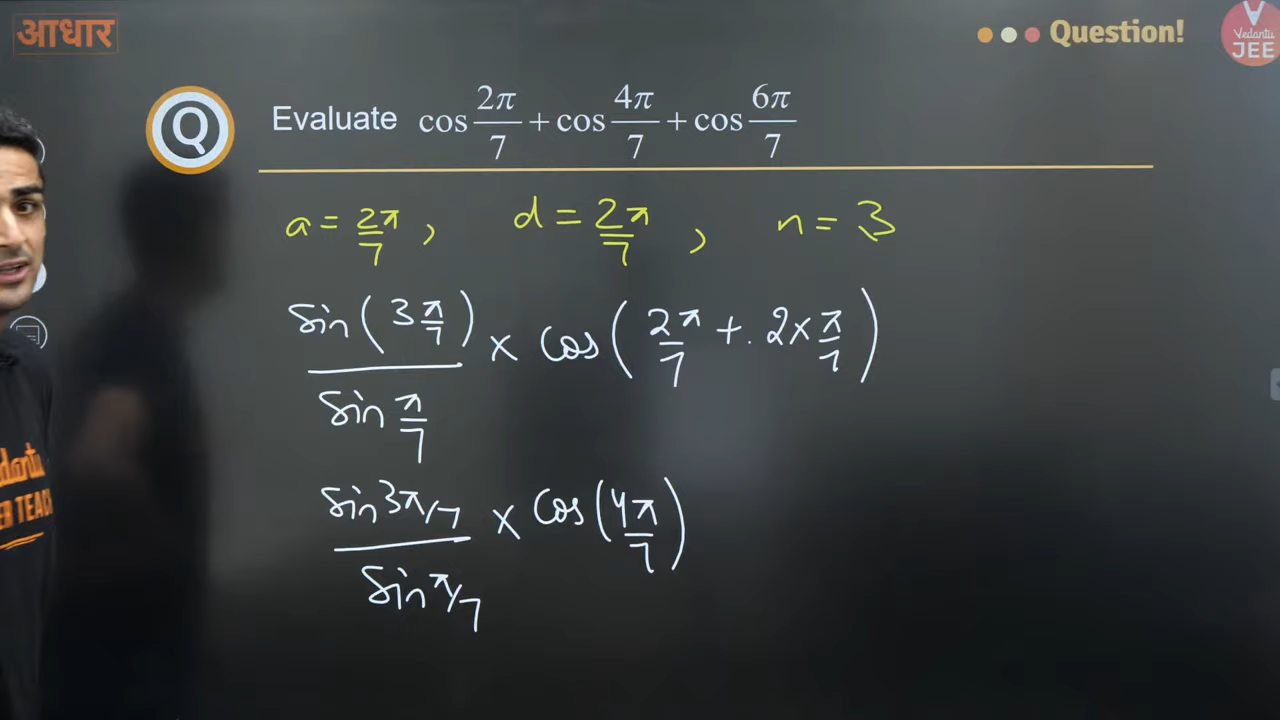 आधार
Question!
Vedantu
JEE
Q
Evaluate cos 2π/7 + cos 4π/7 + cos 6π/7
a = 2π/7 , d = 2π/7 , n = 3
sin(3π/7) / sin π/7 × cos(2π/7 + 2×π/7)
sin 3π/7 / sin π/7 × cos(4π/7)